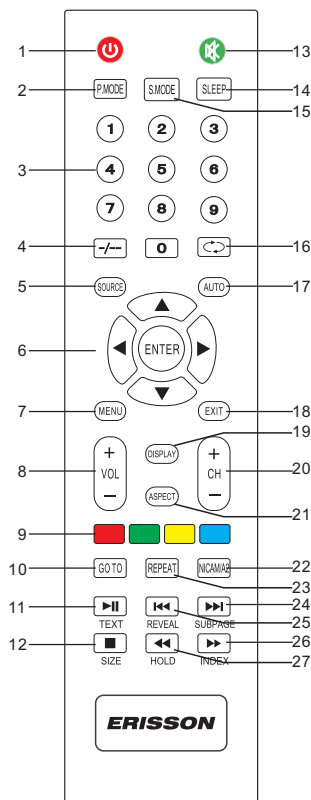 1 13
2 P.MODE S.MODE SLEEP 14
15
1 2 3
3 4 5 6
7 8 9
4 -/-- 0 16
5 SOURCE AUTO 17
6 ENTER
7 MENU EXIT 18
19
8 + VOL − DISPLAY + CH − 20
ASPECT
21
9
10 GO TO REPEAT NICAM/A2 22
23
11 24
TEXT REVEAL SUBPAGE 25
12 26
SIZE HOLD INDEX 27
ERISSON